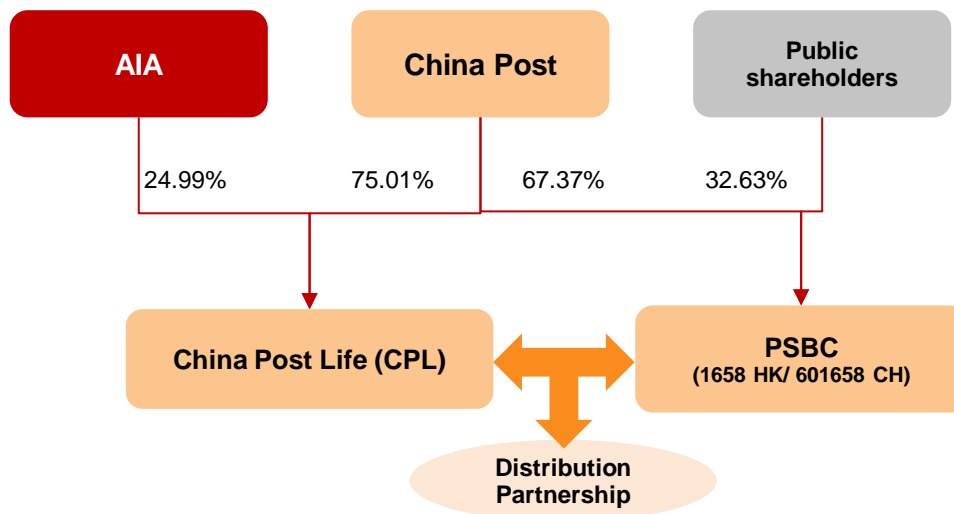 AIA
China Post
Public
shareholders
24.99%
75.01%
67.37%
32.63%
China Post Life (CPL)
PSBC
(1658 HK/ 601658 CH)
Distribution
Partnership